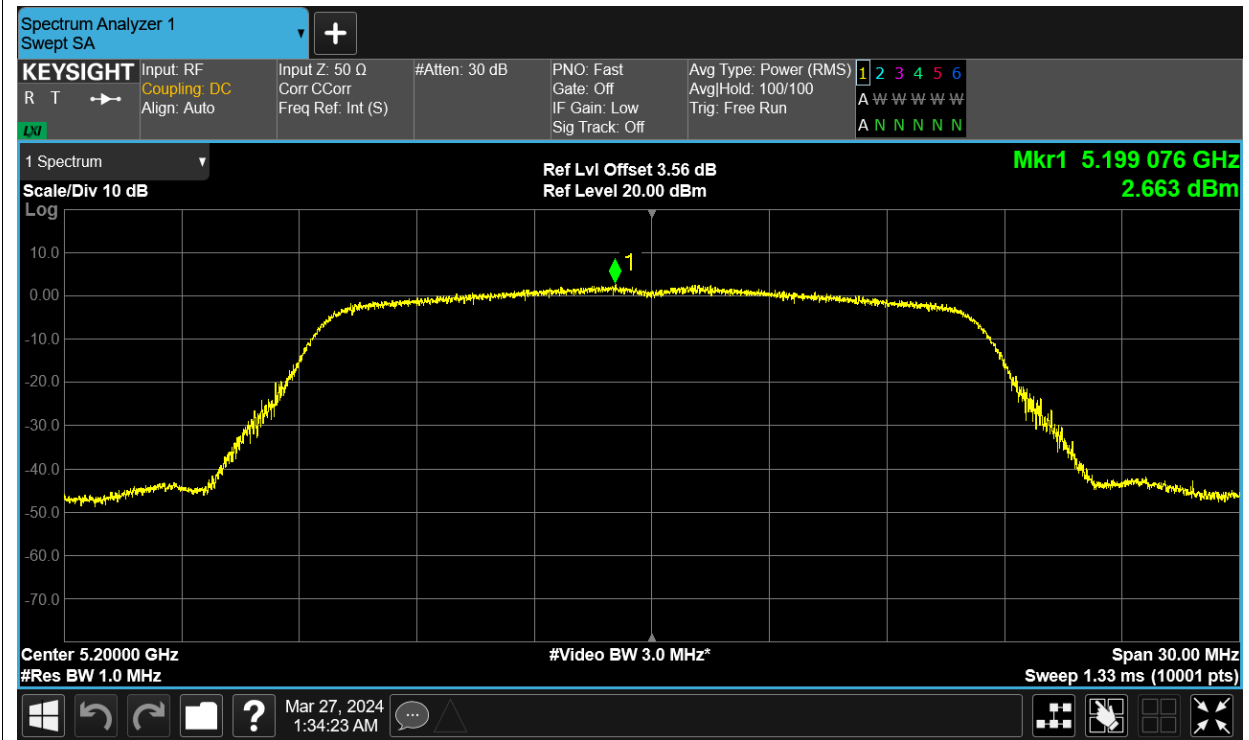 Spectrum Analyzer 1
Swept SA
KEYSIGHT
R T
LXI
Input: RF
Coupling: DC
Align: Auto
Input Z: 50 Ω
Corr CCorr
Freq Ref: Int (S)
#Atten: 30 dB
PNO: Fast
Gate: Off
IF Gain: Low
Sig Track: Off
Avg Type: Power (RMS)
Avg|Hold: 100/100
Trig: Free Run
1 2 3 4 5 6
A W W W W W
A N N N N N
1 Spectrum
Scale/Div 10 dB
Log
Ref Lvl Offset 3.56 dB
Ref Level 20.00 dBm
Mkr1 5.199 076 GHz
2.663 dBm
1
10.0
0.00
-10.0
-20.0
-30.0
-40.0
-50.0
-60.0
-70.0
Center 5.20000 GHz
#Res BW 1.0 MHz
#Video BW 3.0 MHz*
Span 30.00 MHz
Sweep 1.33 ms (10001 pts)
?
Mar 27, 2024
1:34:23 AM